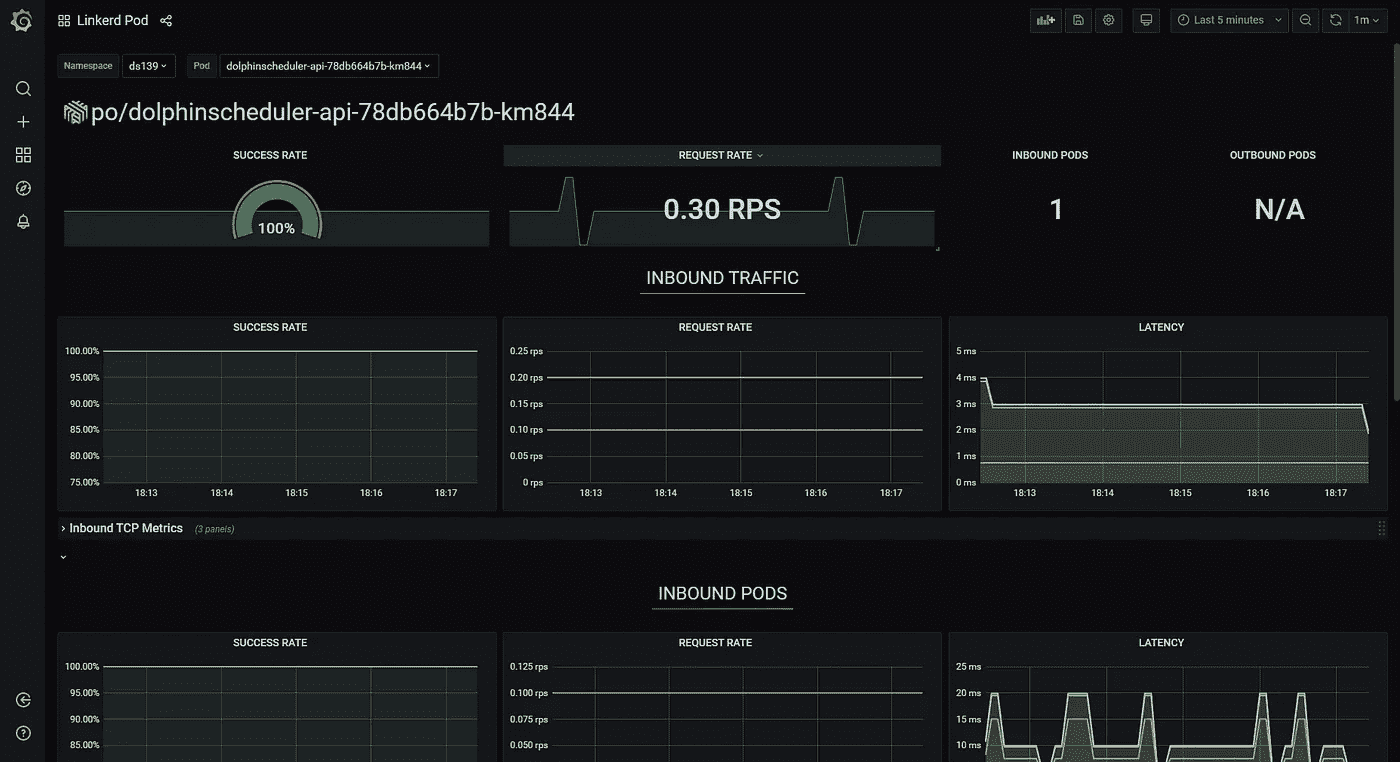 Linkerd Pod
Last 5 minutes
1m
Namespace ds139 Pod dolphinscheduler-api-78db664b7b-km844
po/dolphinscheduler-api-78db664b7b-km844
SUCCESS RATE
100%
REQUEST RATE
0.30 RPS
INBOUND PODS
1
OUTBOUND PODS
N/A
INBOUND TRAFFIC
SUCCESS RATE
100.00%
95.00%
90.00%
85.00%
80.00%
75.00%
18:13 18:14 18:15 18:16 18:17
REQUEST RATE
0.25 rps
0.20 rps
0.15 rps
0.10 rps
0.05 rps
0 rps
18:13 18:14 18:15 18:16 18:17
LATENCY
5 ms
4 ms
3 ms
2 ms
1 ms
0 ms
18:13 18:14 18:15 18:16 18:17
Inbound TCP Metrics (3 panels)
INBOUND PODS
SUCCESS RATE
100.00%
95.00%
90.00%
85.00%
REQUEST RATE
0.125 rps
0.100 rps
0.075 rps
0.050 rps
LATENCY
25 ms
20 ms
15 ms
10 ms